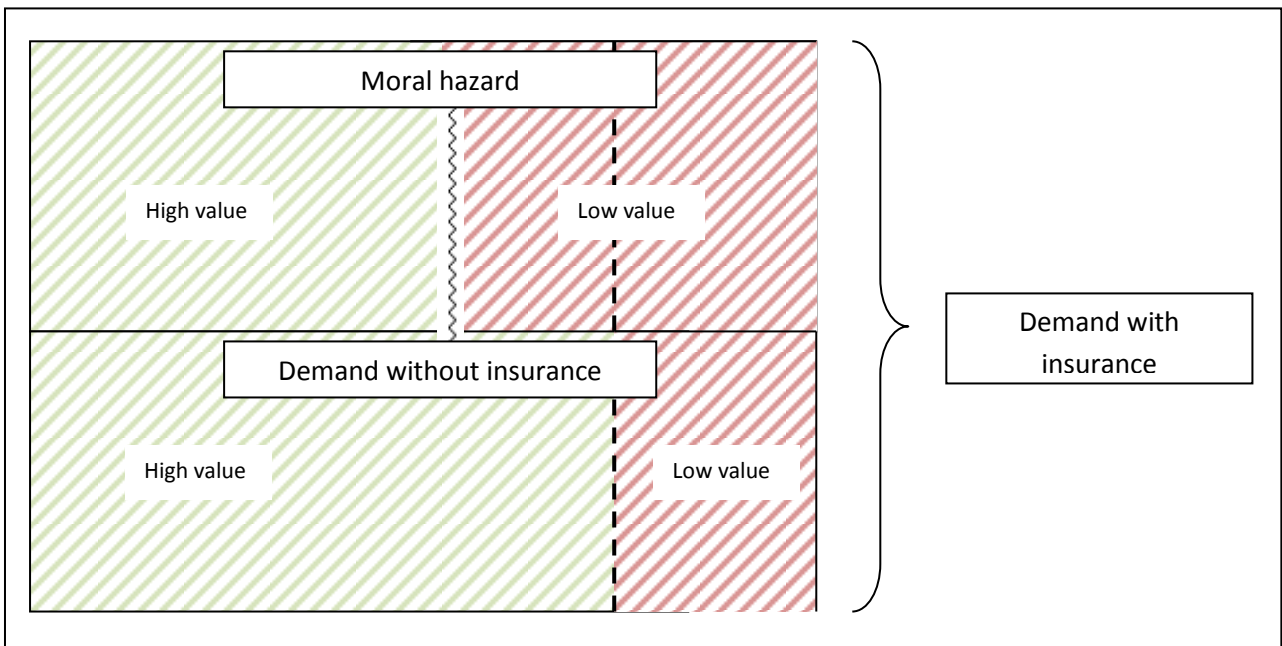 Moral hazard
High value
Low value
Demand with
insurance
Demand without insurance
High value
Low value